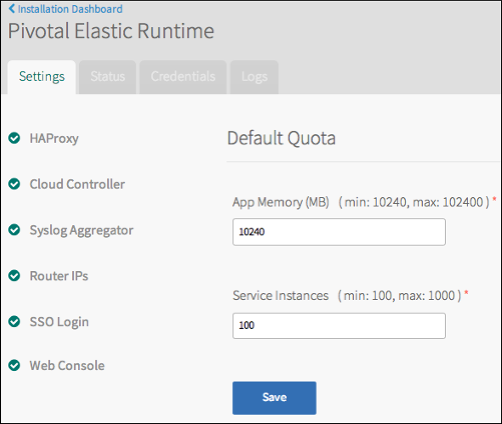 Installation Dashboard
Pivotal Elastic Runtime
Settings Status Credentials Logs
HAProxy
Cloud Controller
Syslog Aggregator
Router IPs
SSO Login
Web Console
Default Quota
App Memory (MB) ( min: 10240, max: 102400 ) *
10240
Service Instances ( min: 100, max: 1000 ) *
100
Save